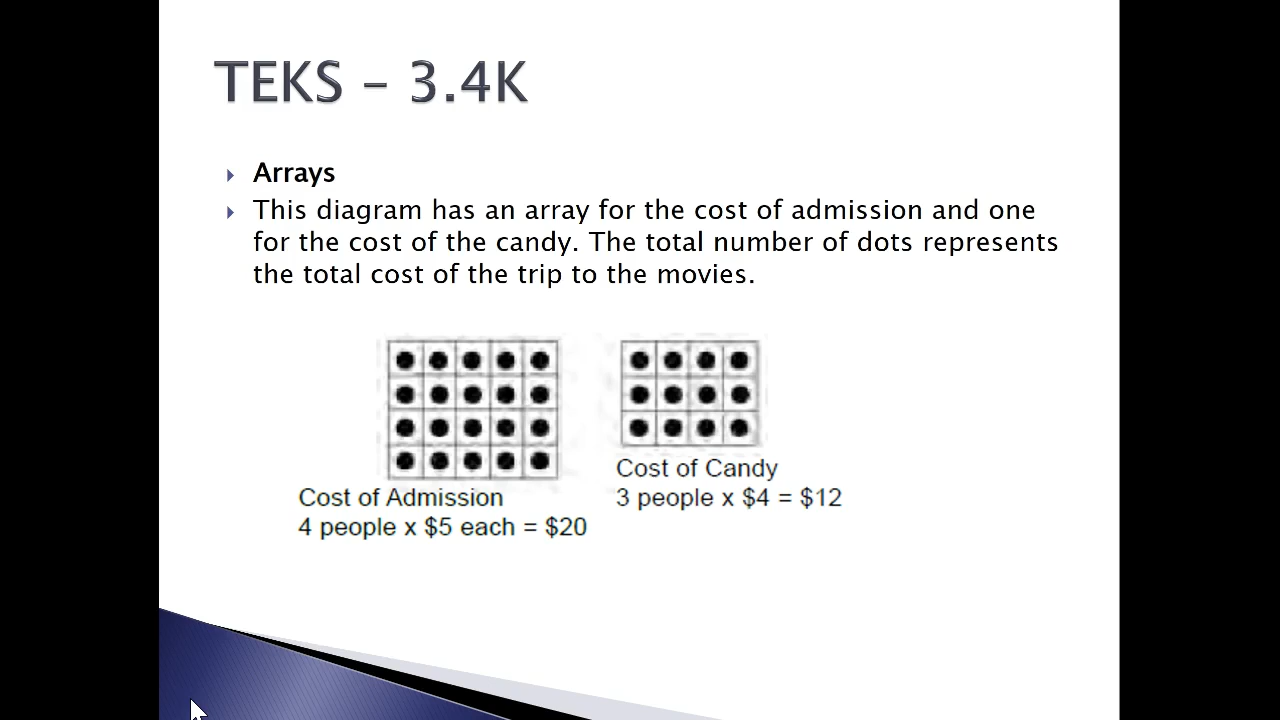 TEKS – 3.4K
Arrays
This diagram has an array for the cost of admission and one
for the cost of the candy. The total number of dots represents
the total cost of the trip to the movies.
Cost of Admission
4 people x $5 each = $20
Cost of Candy
3 people x $4 = $12